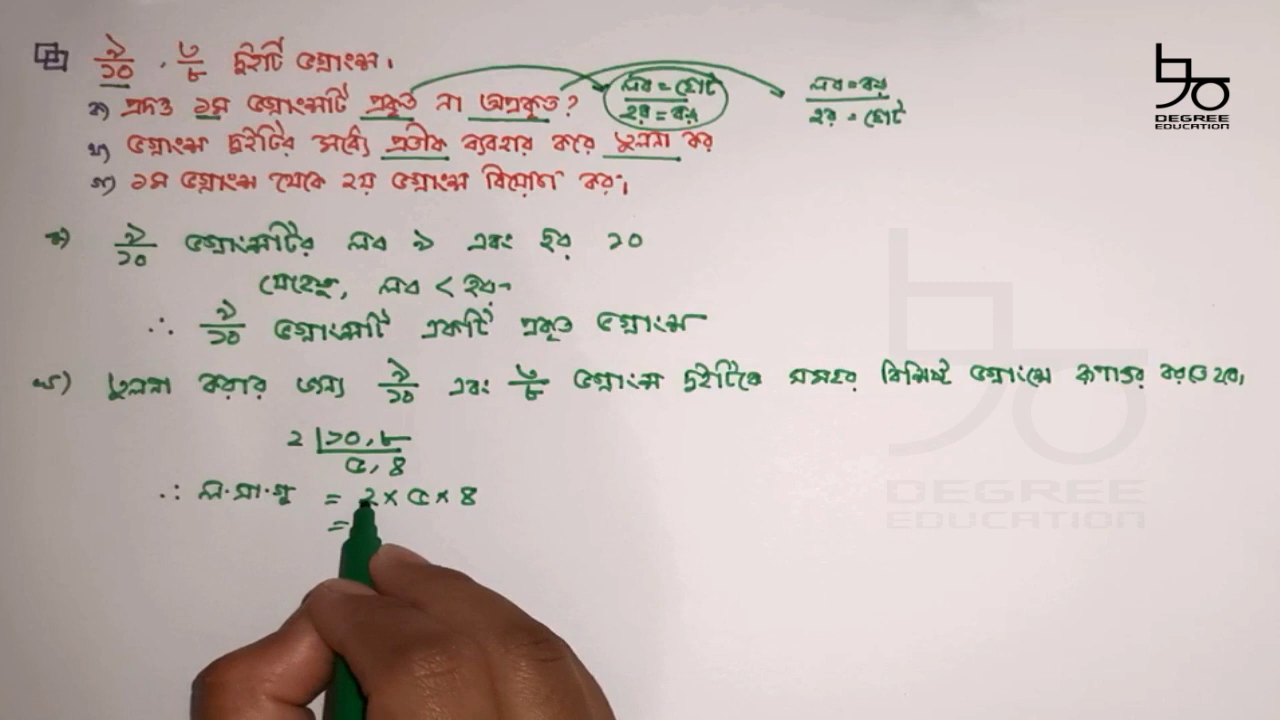 ৯/১০ , ৩/৮ দুইটি ভগ্নাংশ।
ক) প্রদত্ত ১ম ভগ্নাংশটি প্রকৃত না অপ্রকৃত?
লব = ছোট
হর = বড়
লব = বড়
হর = ছোট
খ) ভগ্নাংশ দুইটির মধ্যে প্রতীক ব্যবহার করে তুলনা কর
গ) ১ম ভগ্নাংশ থেকে ২য় ভগ্নাংশ বিয়োগ কর।
ক) ৯/১০ ভগ্নাংশটির লব ৯ এবং হর ১০
যেহেতু, লব < হর
∴ ৯/১০ ভগ্নাংশটি একটি প্রকৃত ভগ্নাংশ
খ) তুলনা করার জন্য ৯/১০ এবং ৩/৮ ভগ্নাংশ দুইটিকে সমহর বিশিষ্ট ভগ্নাংশে রূপান্তর করতে হবে।
২ | ১০, ৮
৫, ৪
∴ ল.সা.গু = ২ × ৫ × ৪
=
DEGREE
EDUCATION
DEGREE
EDUCATION